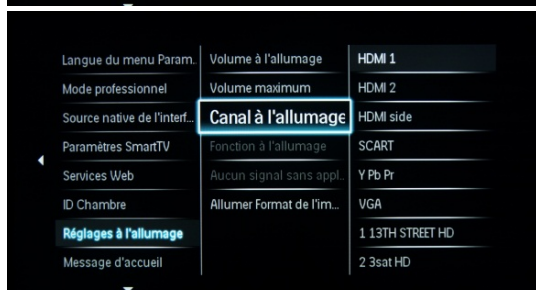 Langue du menu Param.
Mode professionnel
Source native de l'interf...
Paramètres SmartTV
Services Web
ID Chambre
Réglages à l'allumage
Message d'accueil
Volume à l'allumage
Volume maximum
Canal à l'allumage
Fonction à l'allumage
Aucun signal sans appl..
Allumer Format de l'im...
HDMI 1
HDMI 2
HDMI side
SCART
Y Pb Pr
VGA
1 13TH STREET HD
2 3sat HD